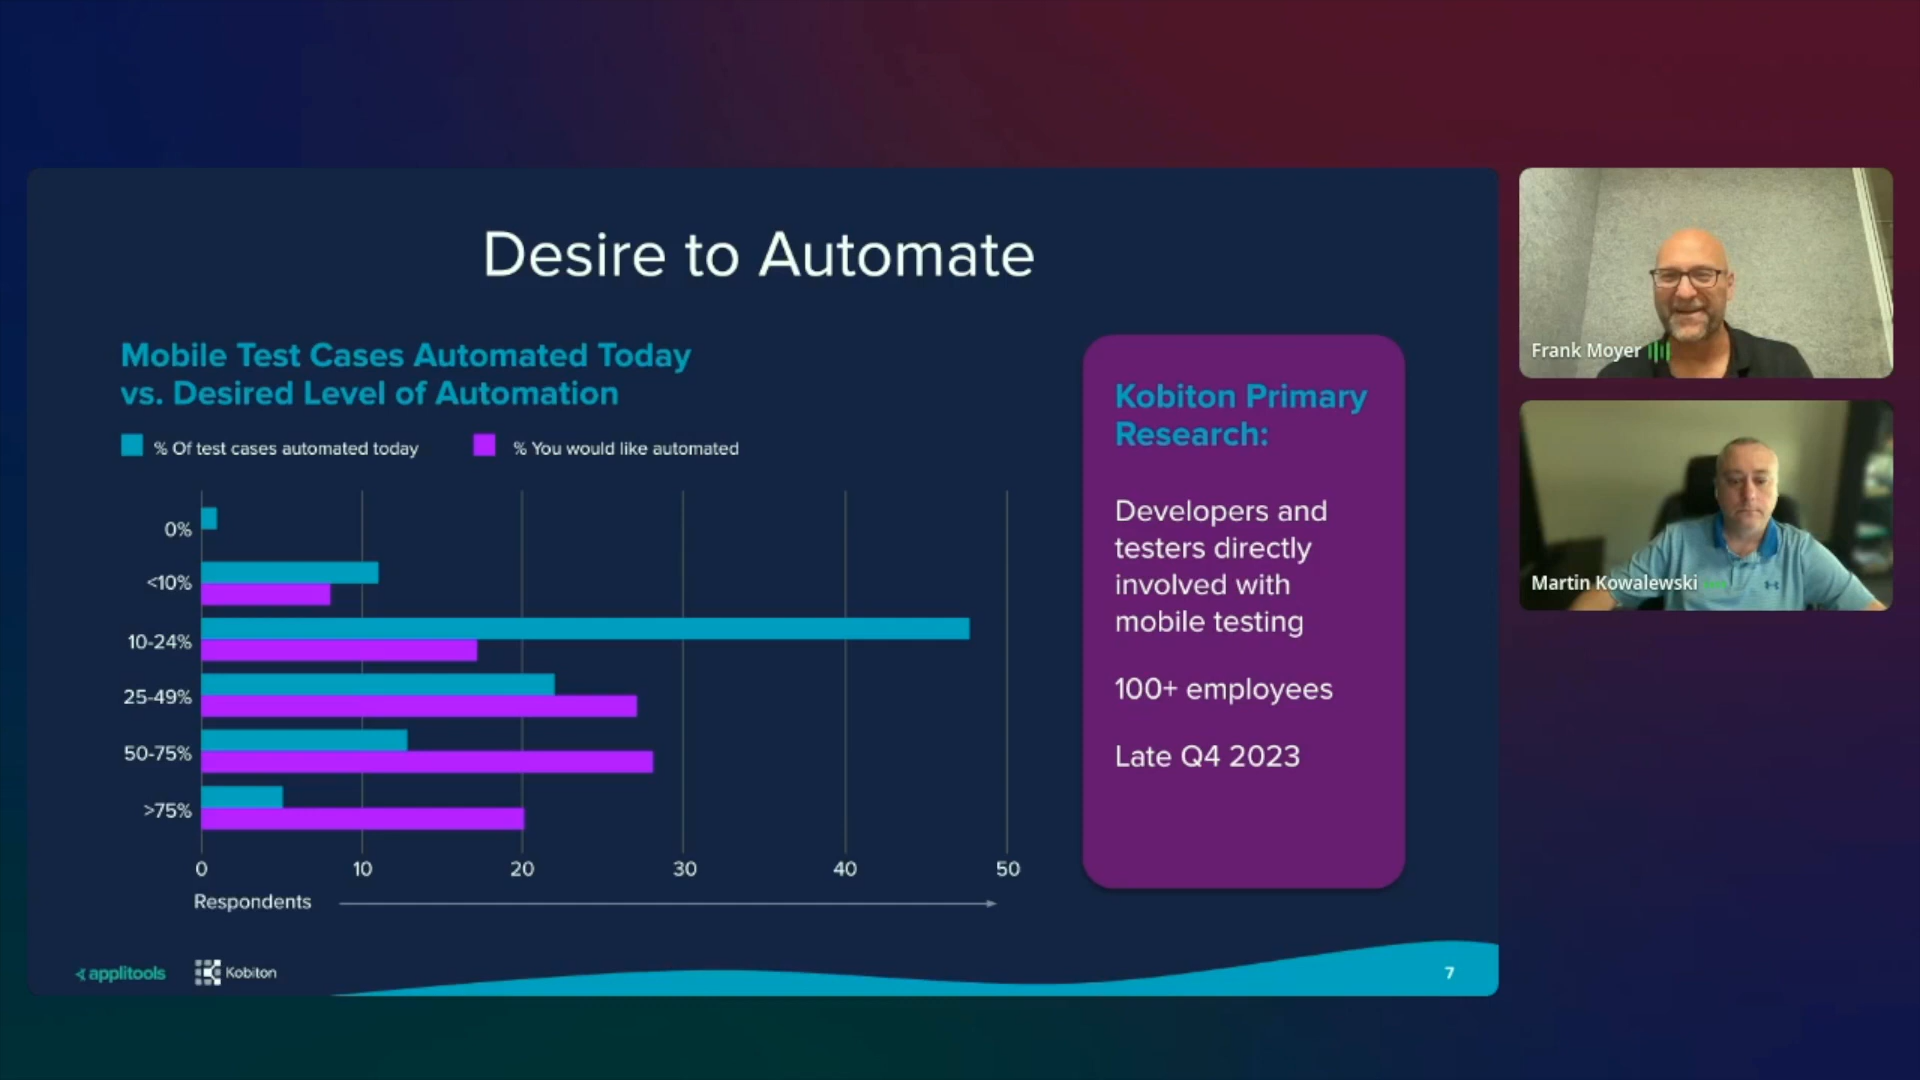 Desire to Automate
Mobile Test Cases Automated Today
vs. Desired Level of Automation
% Of test cases automated today
% You would like automated
0%
<10%
10-24%
25-49%
50-75%
>75%
0 10 20 30 40 50
Respondents
Kobiton Primary
Research:
Developers and
testers directly
involved with
mobile testing
100+ employees
Late Q4 2023
applitools
Kobiton
7
Frank Moyer
Martin Kowalewski